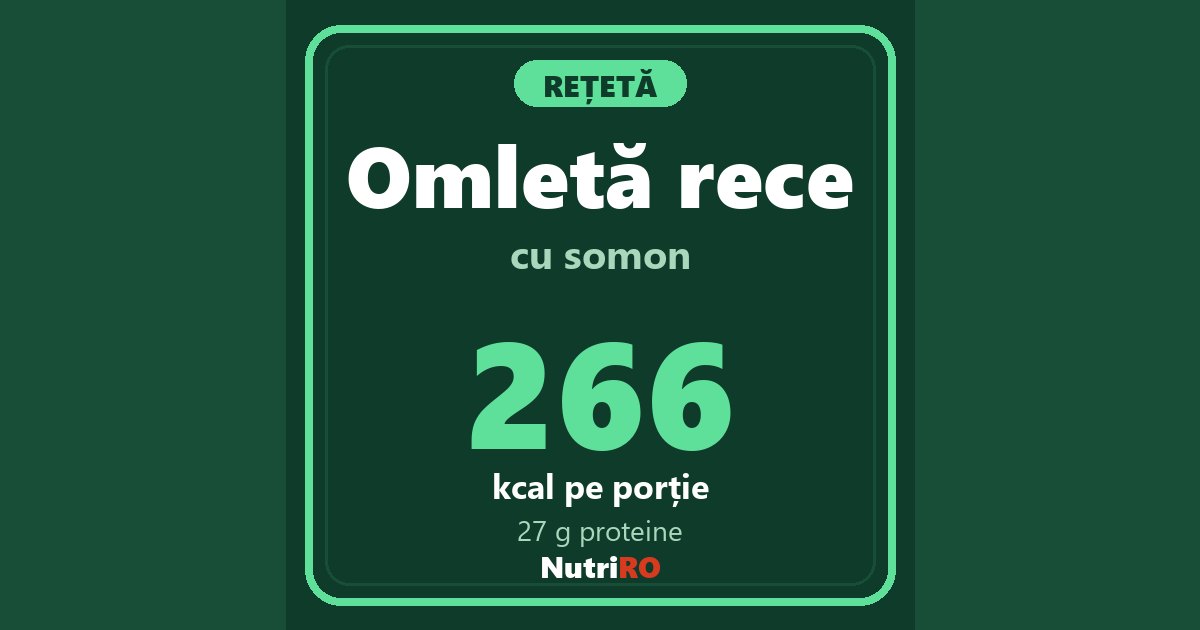 REȚETĂ
Omletă rece
cu somon
266
kcal pe porție
27 g proteine
NutriRO